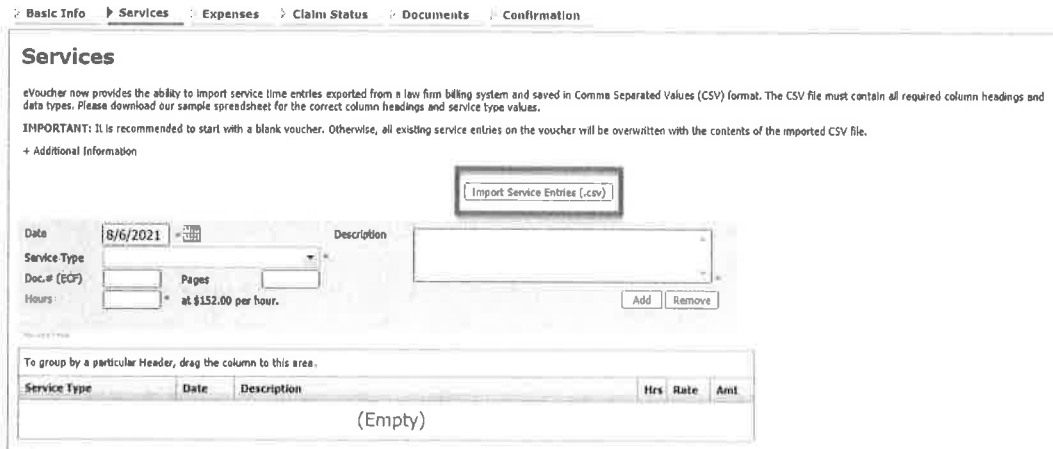 Basic Info Services Expenses Claim Status Documents Confirmation
Services
eVoucher now provides the ability to import service time entries exported from a law firm billing system and saved in Comma Separated Values (CSV) format. The CSV file must contain all required column headings and
data types. Please download our sample spreadsheet for the correct column headings and service type values.
IMPORTANT: It is recommended to start with a blank voucher. Otherwise, all existing service entries on the voucher will be overwritten with the contents of the imported CSV file.
+ Additional Information
Import Service Entries (.csv)
Date 8/6/2021 * Description
Service Type *
Doc.# (ECF) Pages *
Hours * at $152.00 per hour. Add Remove
To group by a particular Header, drag the column to this area.
Service Type Date Description Hrs Rate Amt
(Empty)